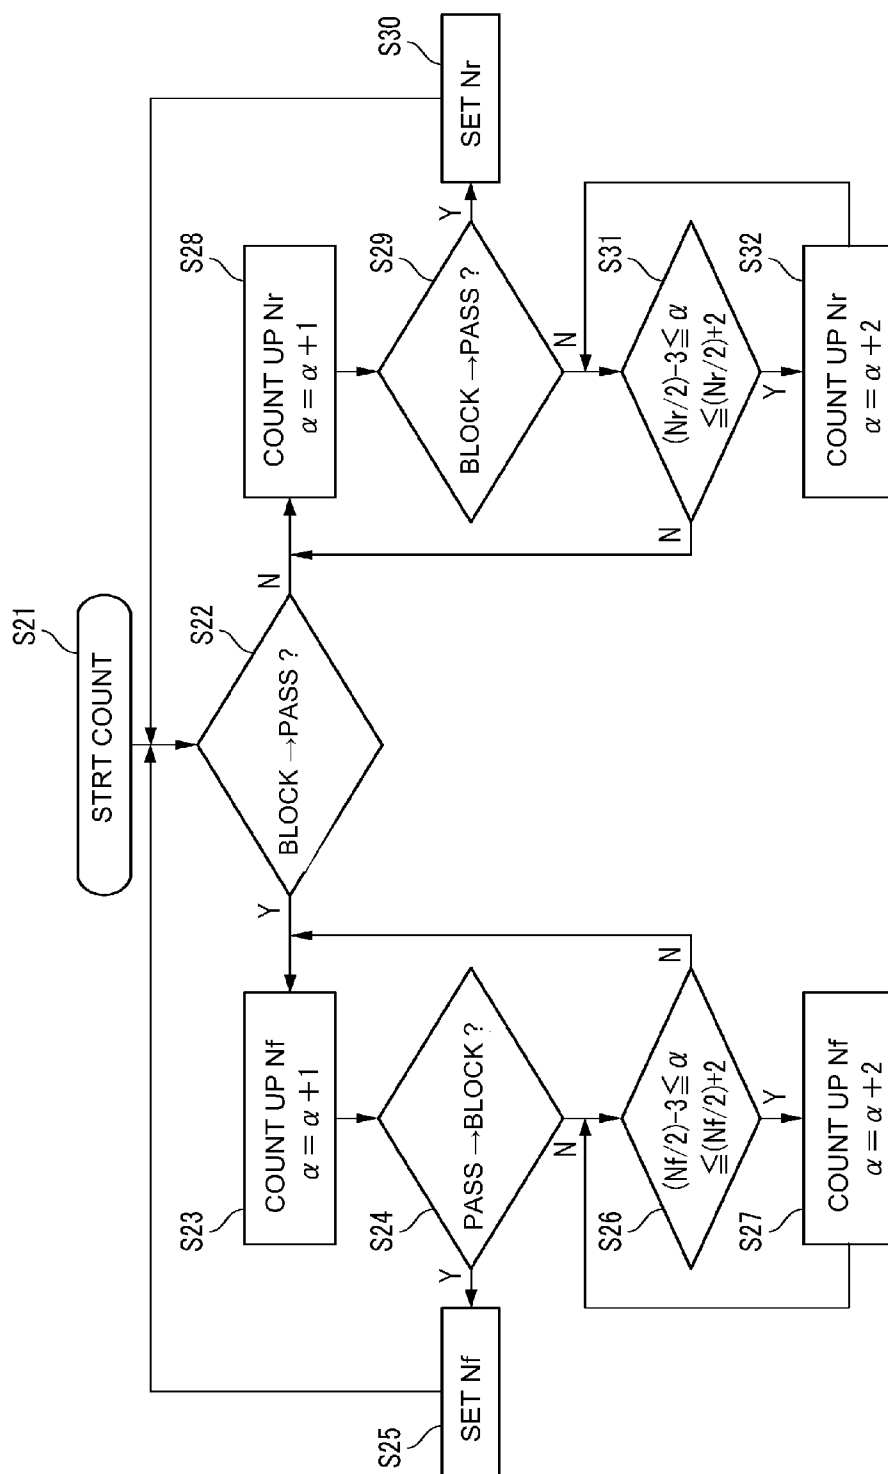 S21
STRT COUNT
S22
BLOCK→PASS ?
Y
N
S23
COUNT UP Nf
α = α + 1
S24
PASS→BLOCK ?
Y
N
S25
SET Nf
S26
(Nf/2)−3≦α
≦(Nf/2)+2
N
Y
S27
COUNT UP Nf
α = α + 2
S28
COUNT UP Nr
α = α + 1
S29
BLOCK→PASS ?
Y
N
S30
SET Nr
S31
(Nr/2)−3≦α
≦(Nr/2)+2
N
Y
S32
COUNT UP Nr
α = α + 2